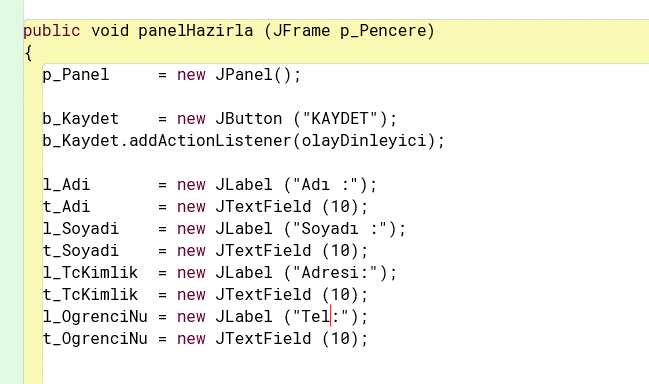 public void panelHazirla (JFrame p_Pencere)
{
p_Panel     = new JPanel();
b_Kaydet    = new JButton ("KAYDET");
b_Kaydet.addActionListener(olayDinleyici);
l_Adi       = new JLabel ("Adı :");
t_Adi       = new JTextField (10);
l_Soyadi    = new JLabel ("Soyadı :");
t_Soyadi    = new JTextField (10);
l_TcKimlik  = new JLabel ("Adresi:");
t_TcKimlik  = new JTextField (10);
l_OgrenciNu = new JLabel ("Tel:");
t_OgrenciNu = new JTextField (10);